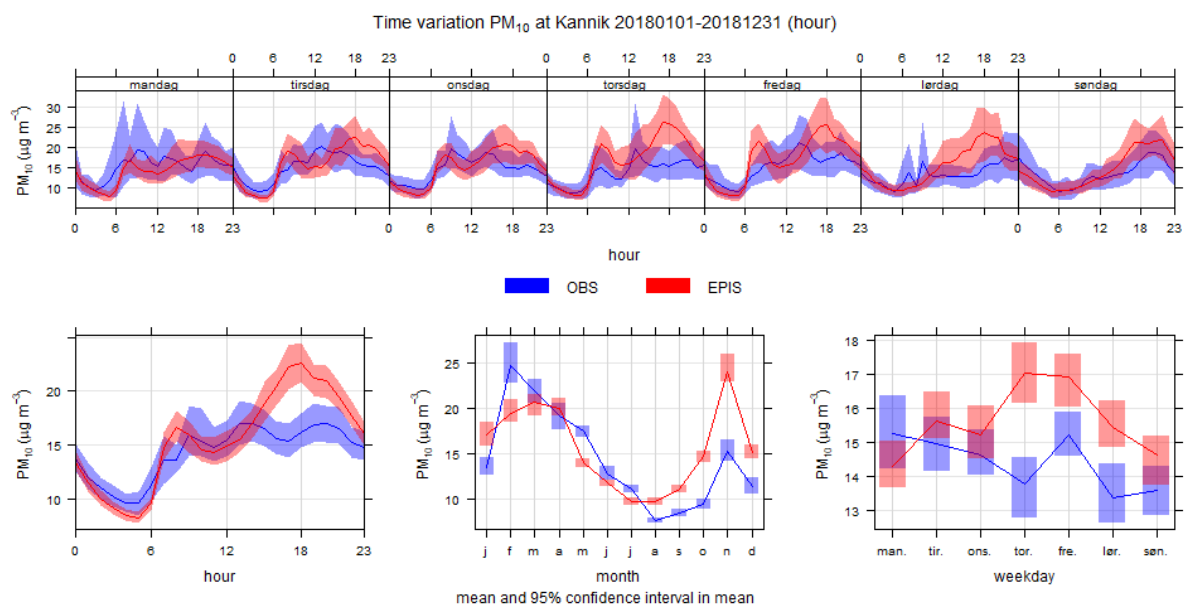 Time variation PM10 at Kannik 20180101-20181231 (hour)
0 6 12 18 23 0 6 12 18 23 0 6 12 18 23
mandag tirsdag onsdag torsdag fredag lørdag søndag
PM10 (µg m−3)
30
25
20
15
10
0 6 12 18 23 0 6 12 18 23 0 6 12 18 23 0 6 12 18 23
hour
OBS EPIS
PM10 (µg m−3)
20
15
10
0 6 12 18 23
hour
PM10 (µg m−3)
25
20
15
10
j f m a m j j a s o n d
month
PM10 (µg m−3)
18
17
16
15
14
13
man. tir. ons. tor. fre. lør. søn.
weekday
mean and 95% confidence interval in mean